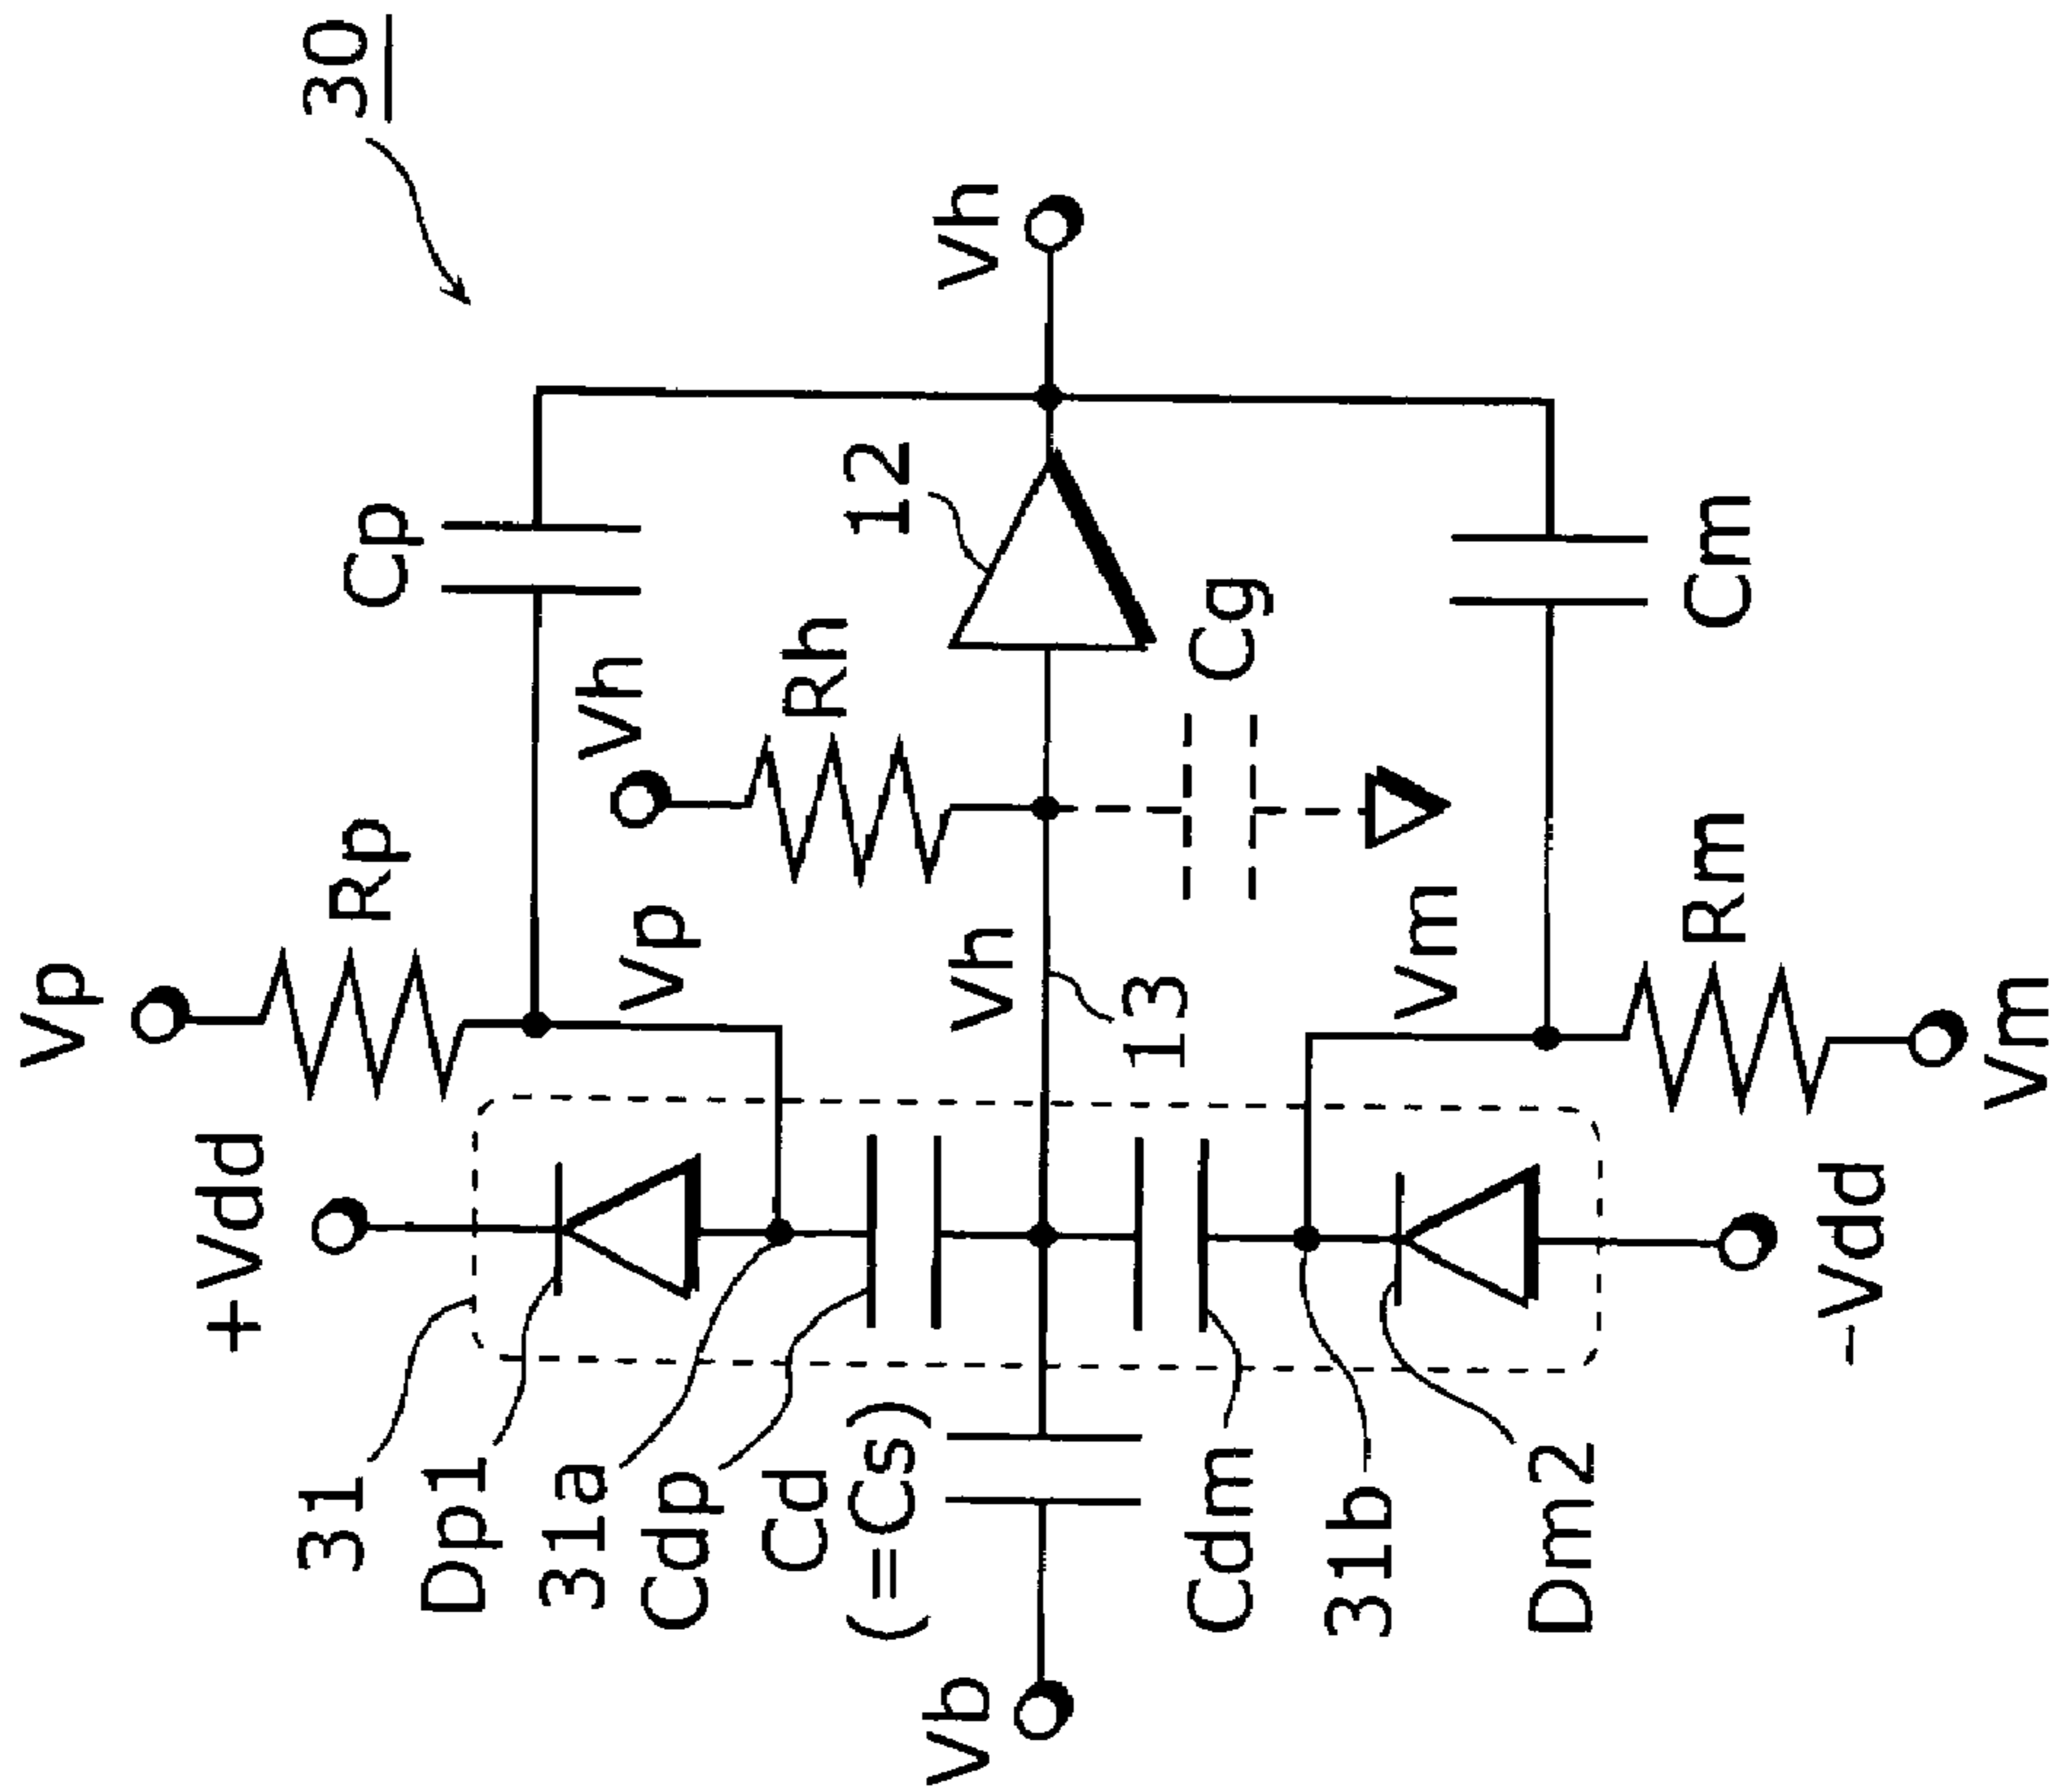 Vp
+Vdd
31
Rp
Cp
30
Dp1
31a
Vp
Vh
Cdp
Cd
(=Cs)
Rh
12
Vb
Vh
Vh
13
Cdm
Cg
31b
Vm
Dm2
Rm
Cm
-Vdd
Vm